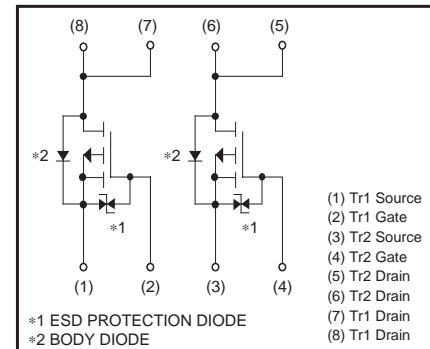 (8) (7) (6) (5)
∗2 ∗2
∗1 ∗1
(1) (2) (3) (4)
(1) Tr1 Source
(2) Tr1 Gate
(3) Tr2 Source
(4) Tr2 Gate
(5) Tr2 Drain
(6) Tr2 Drain
(7) Tr1 Drain
(8) Tr1 Drain
∗1 ESD PROTECTION DIODE
∗2 BODY DIODE